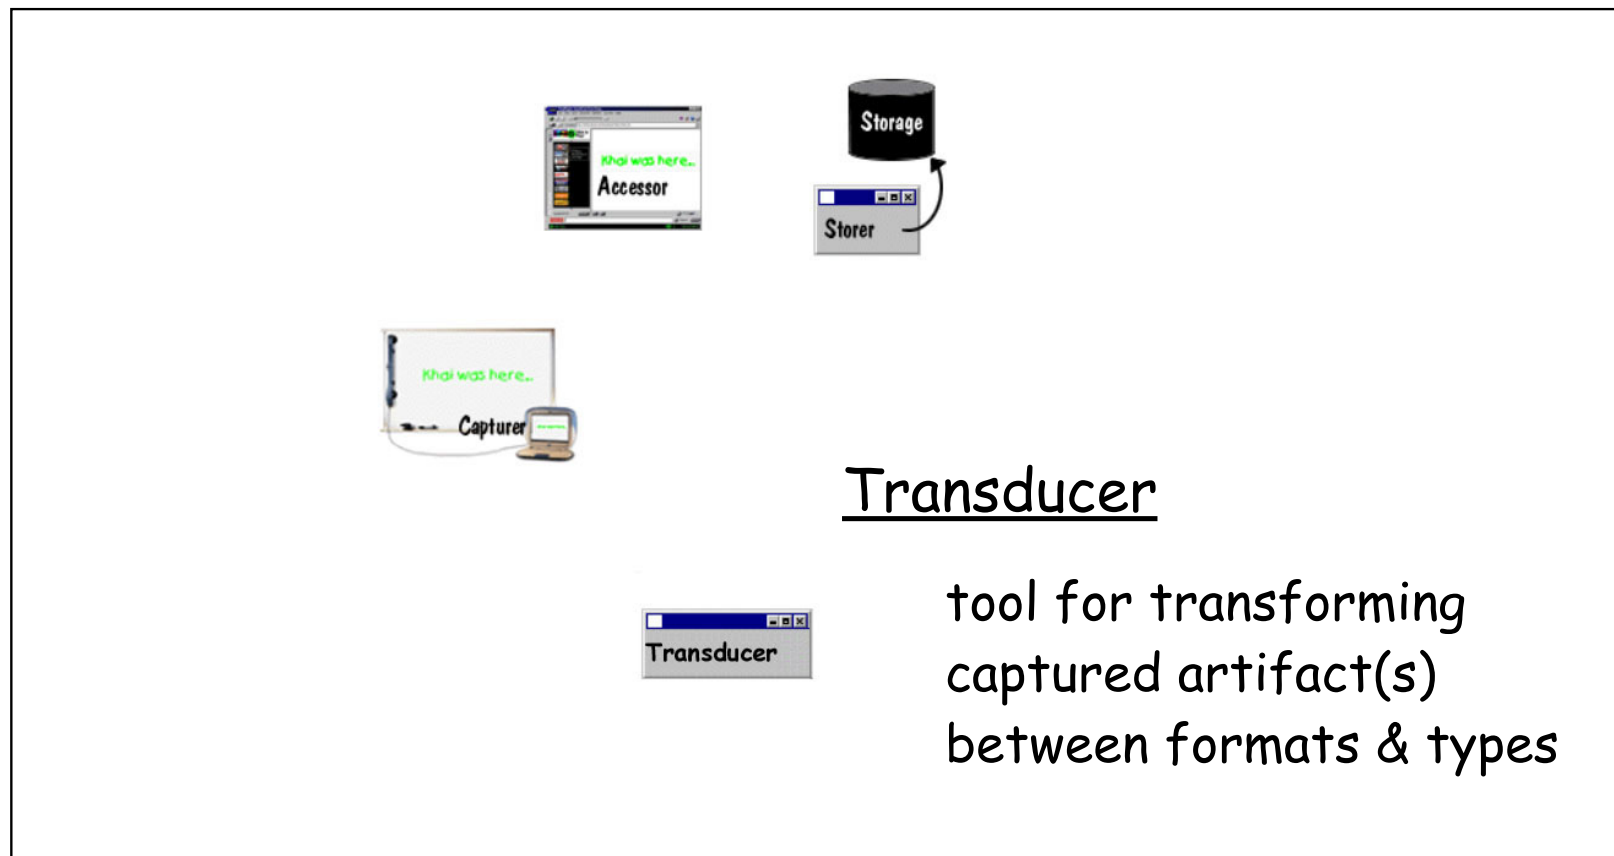 Storage
Khai was here...
Accessor
Storer
Khai was here...
Capturer
Transducer
tool for transforming
captured artifact(s)
between formats & types
Transducer